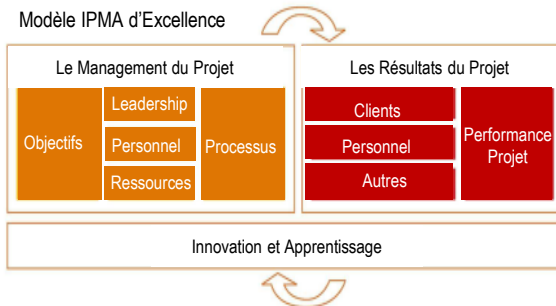 Modèle IPMA d’Excellence
Le Management du Projet
Objectifs
Leadership
Personnel
Ressources
Processus
Les Résultats du Projet
Clients
Personnel
Autres
Performance
Projet
Innovation et Apprentissage